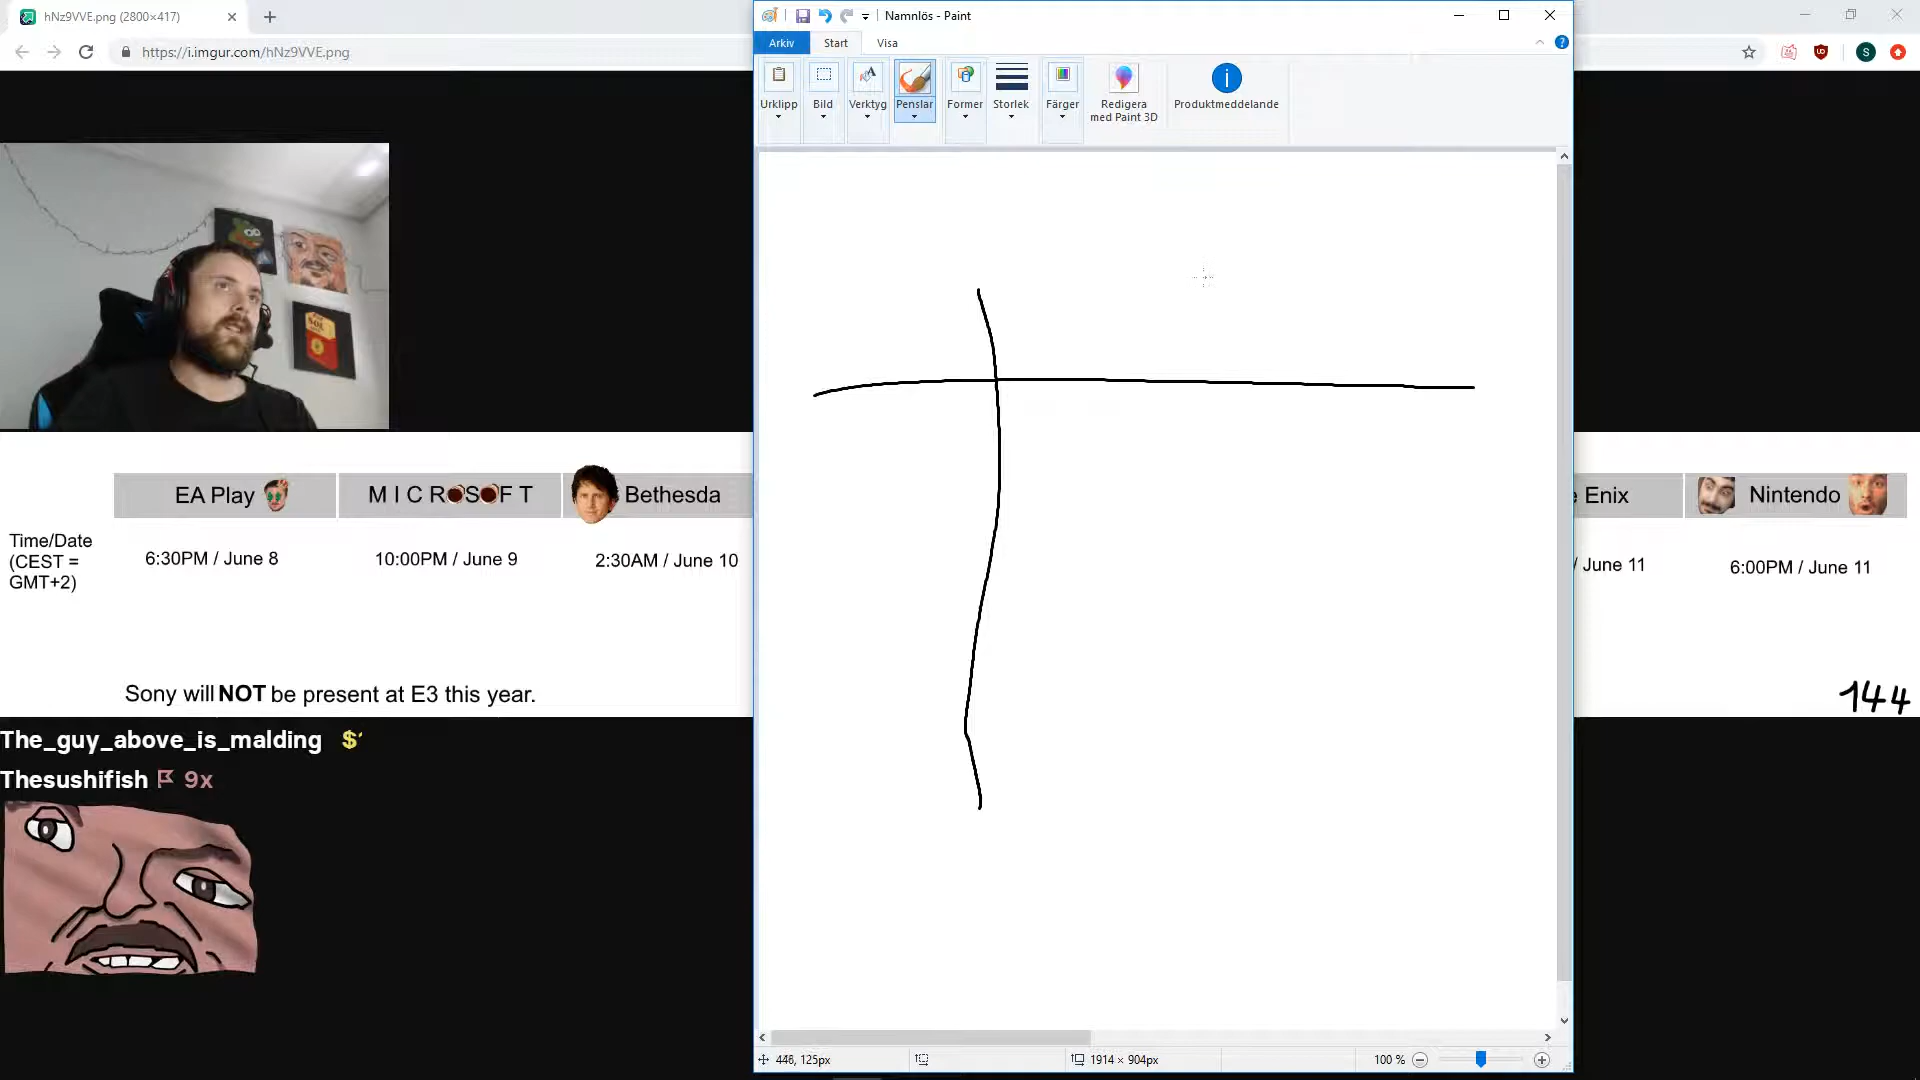 hNz9VVE.png (2800×417)
https://i.imgur.com/hNz9VVE.png
S
Namnlös - Paint
Arkiv Start Visa
Urklipp Bild Verktyg Penslar Former Storlek Färger Redigera med Paint 3D Produktmeddelande
EA Play MICROSOFT Bethesda Enix Nintendo
Time/Date
(CEST =
GMT+2)
6:30PM / June 8 10:00PM / June 9 2:30AM / June 10 / June 11 6:00PM / June 11
Sony will NOT be present at E3 this year.
144
The_guy_above_is_malding $
Thesushifish 9x
446, 125px 1914 × 904px 100 %